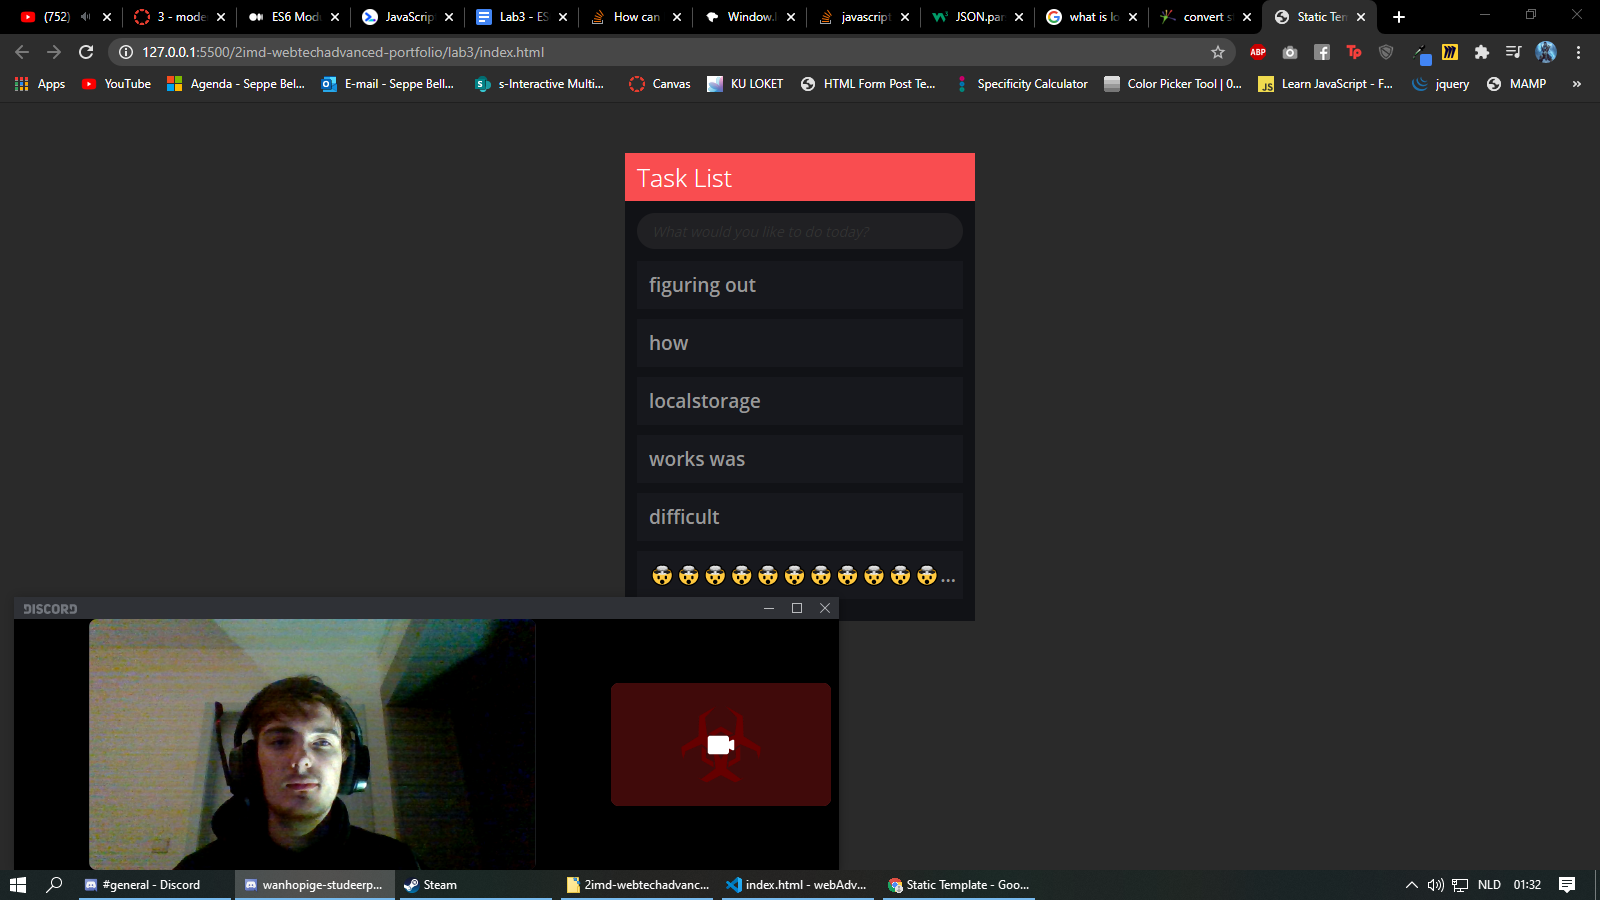 (752)
3 - mode
ES6 Mod
JavaScrip
Lab3 - ES
How can
Window.
javascript
JSON.par
what is lo
convert s
Static Tem
127.0.0.1:5500/2imd-webtechadvanced-portfolio/lab3/index.html
ABP
Tp
Apps
YouTube
Agenda - Seppe Bel...
E-mail - Seppe Bell...
s-Interactive Multi...
Canvas
KU LOKET
HTML Form Post Te...
Specificity Calculator
Color Picker Tool | 0...
JS
Learn JavaScript - F...
jquery
MAMP
»
Task List
What would you like to do today?
figuring out
how
localstorage
works was
difficult
🤯🤯🤯🤯🤯🤯🤯🤯🤯🤯🤯...
DISCORD
#general - Discord
wanhopige-studeerp...
Steam
2imd-webtechadvanc...
index.html - webAdv...
Static Template - Goo...
NLD
01:32